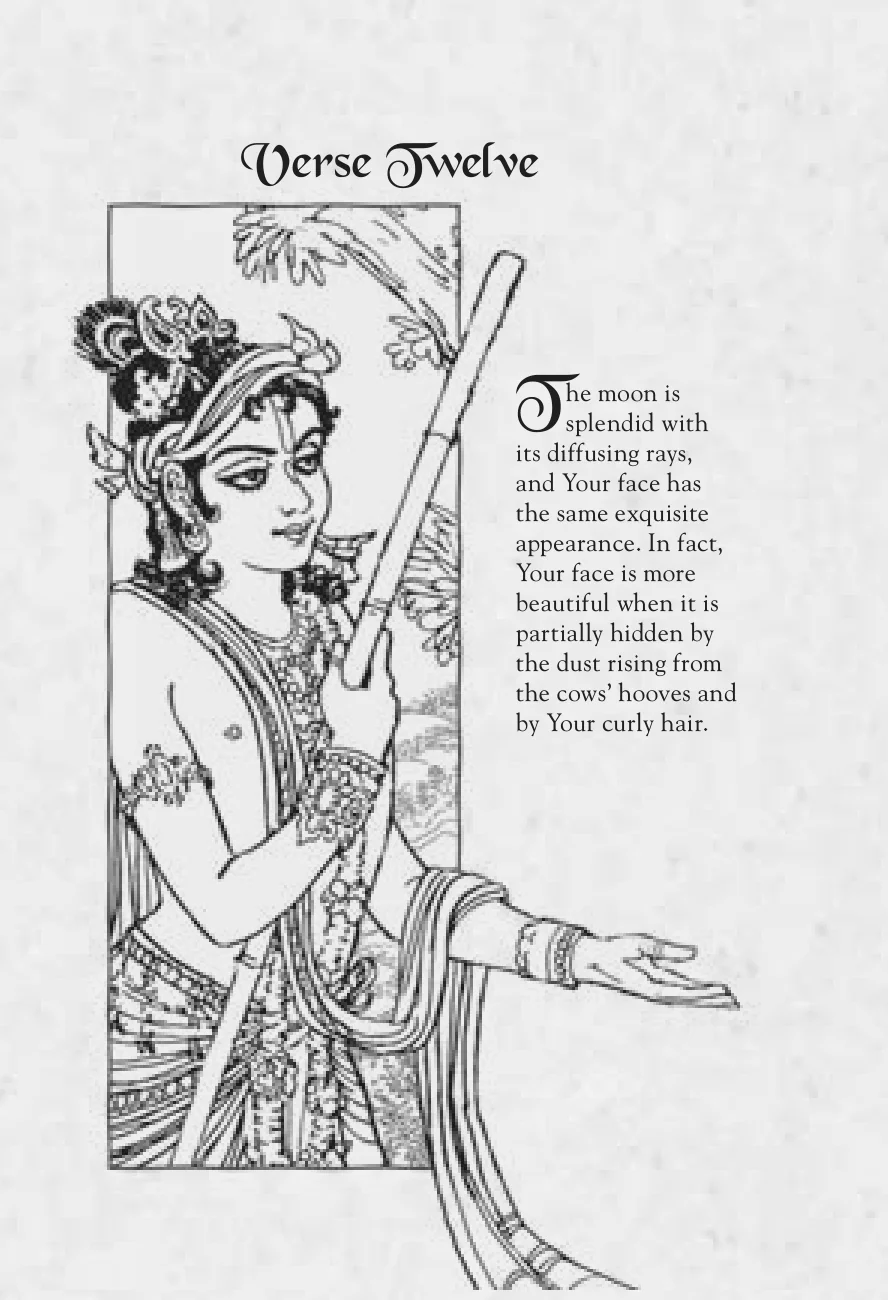 Verse Twelve
The moon is
splendid with
its diffusing rays,
and Your face has
the same exquisite
appearance. In fact,
Your face is more
beautiful when it is
partially hidden by
the dust rising from
the cows’ hooves and
by Your curly hair.